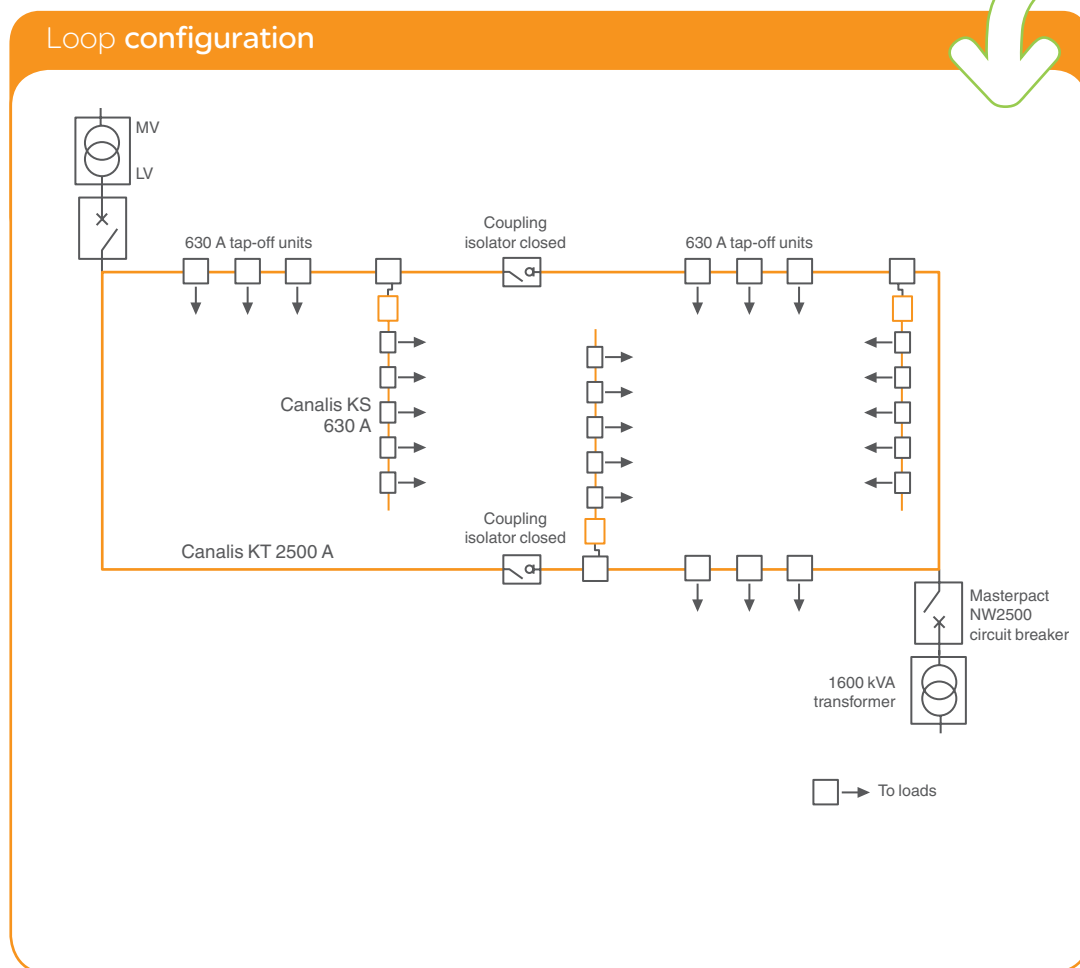 Loop configuration
MV
LV
630 A tap-off units
Coupling
isolator closed
630 A tap-off units
Canalis KS
630 A
Coupling
isolator closed
Canalis KT 2500 A
Masterpact
NW2500
circuit breaker
1600 kVA
transformer
To loads